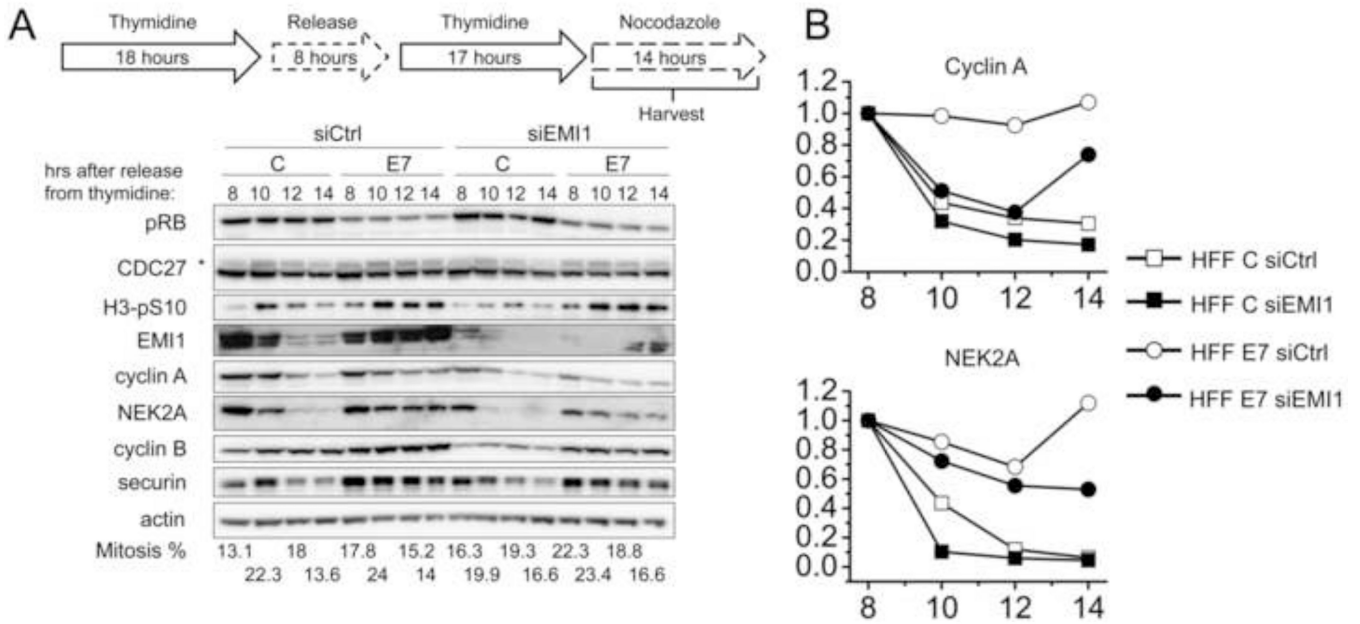 A
Thymidine Release Thymidine Nocodazole
18 hours 8 hours 17 hours 14 hours
Harvest
siCtrl siEMI1
C E7 C E7
hrs after release
from thymidine:
8 10 12 14 8 10 12 14 8 10 12 14 8 10 12 14
pRB
CDC27 *
H3-pS10
EMI1
cyclin A
NEK2A
cyclin B
securin
actin
Mitosis % 13.1 18 17.8 15.2 16.3 19.3 22.3 18.8
22.3 13.6 24 14 19.9 16.6 23.4 16.6
B
Cyclin A
1.2
1.0
0.8
0.6
0.4
0.2
0.0
8 10 12 14
NEK2A
1.2
1.0
0.8
0.6
0.4
0.2
0.0
8 10 12 14
HFF C siCtrl
HFF C siEMI1
HFF E7 siCtrl
HFF E7 siEMI1